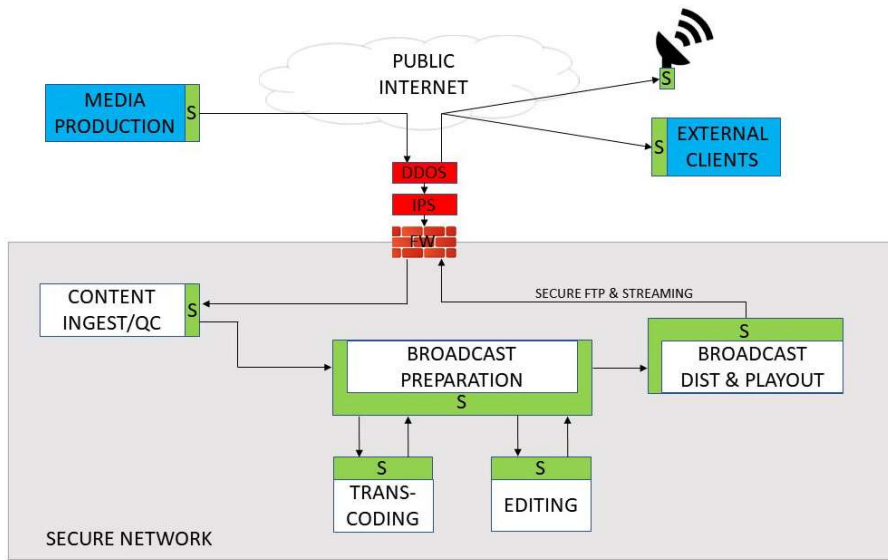 PUBLIC
INTERNET
S
MEDIA
PRODUCTION
S
S
EXTERNAL
CLIENTS
DDOS
IPS
FW
SECURE FTP & STREAMING
CONTENT
INGEST/QC
S
S
BROADCAST
DIST & PLAYOUT
BROADCAST
PREPARATION
S
S
TRANS-
CODING
S
EDITING
SECURE NETWORK